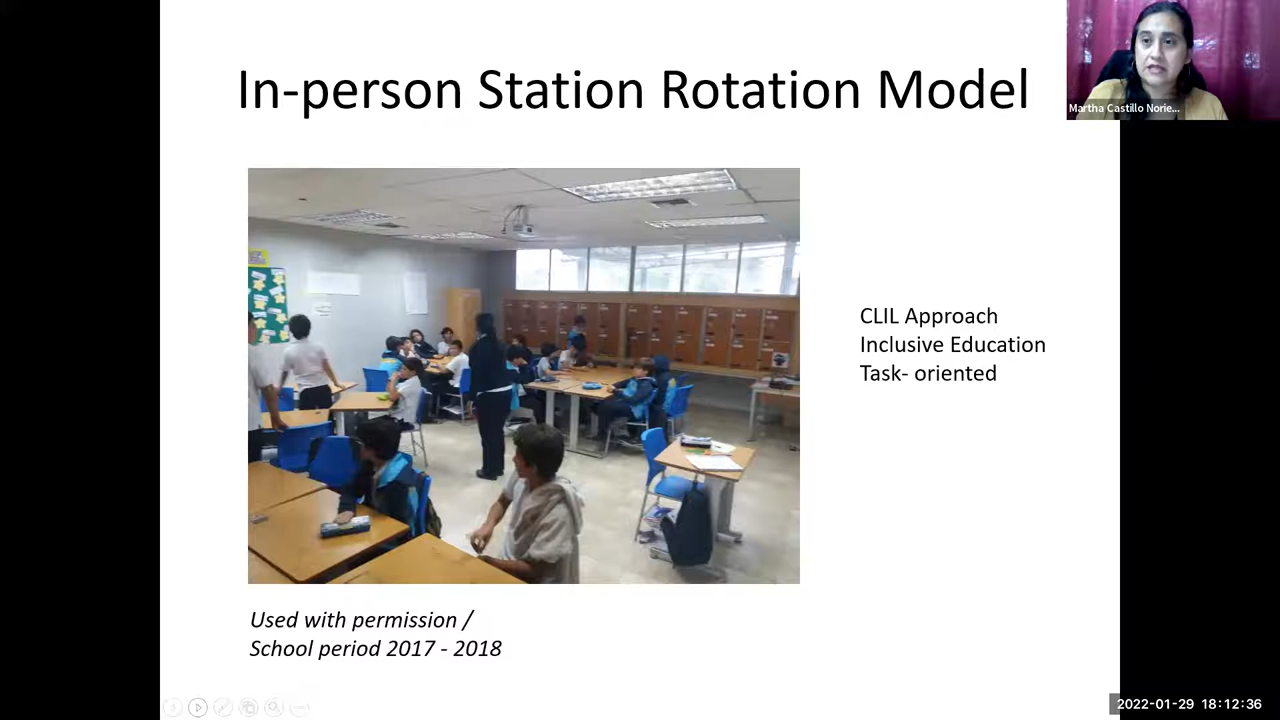 In-person Station Rotation Model
Martha Castillo Norie...
CLIL Approach
Inclusive Education
Task- oriented
Used with permission /
School period 2017 - 2018
2022-01-29 18:12:36